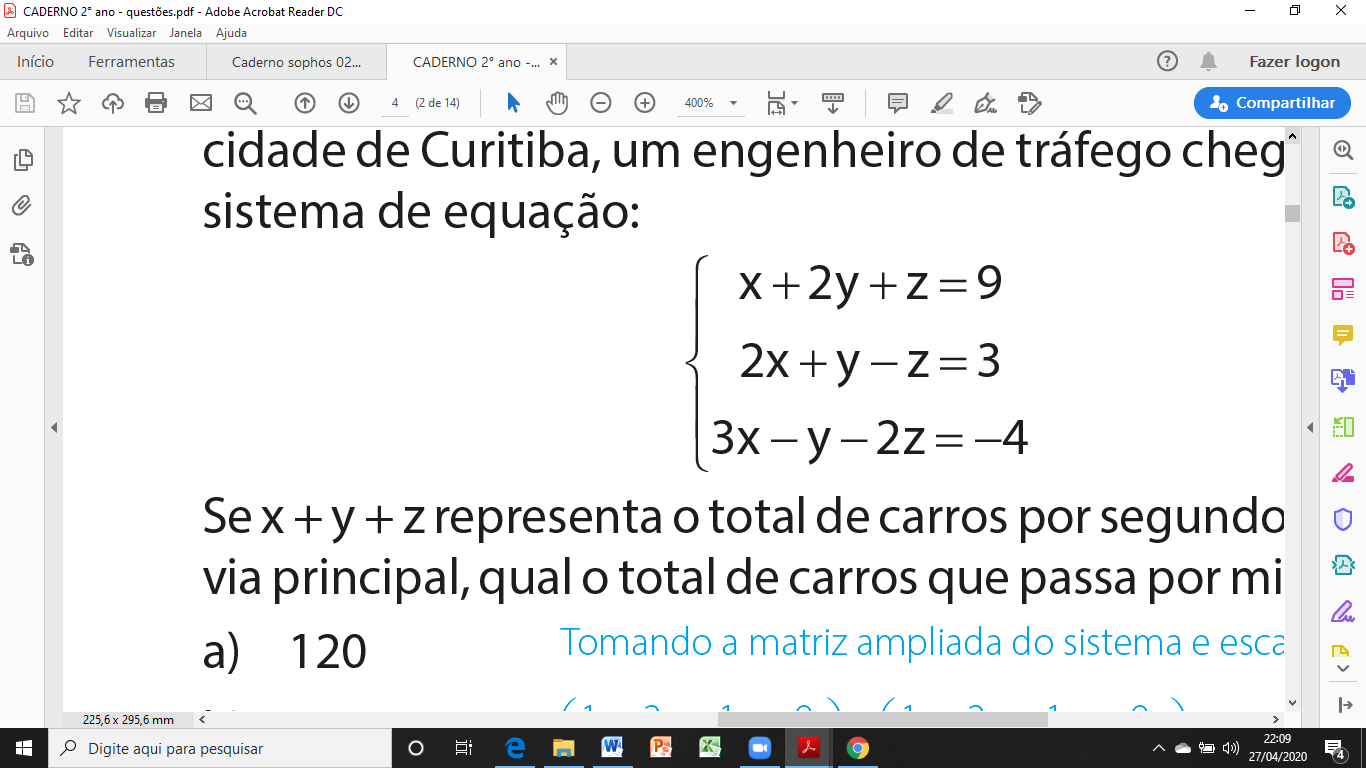 CADERNO 2° ano - questões.pdf - Adobe Acrobat Reader DC
Arquivo Editar Visualizar Janela Ajuda
Início Ferramentas Caderno sophos 02... CADERNO 2° ano -... × Fazer logon
4 (2 de 14) 400% Compartilhar
cidade de Curitiba, um engenheiro de tráfego cheg
sistema de equação:
x + 2y + z = 9
2x + y − z = 3
3x − y − 2z = −4
Se x + y + z representa o total de carros por segundo
via principal, qual o total de carros que passa por mi
a) 120
Tomando a matriz ampliada do sistema e esca
225,6 x 295,6 mm
Digite aqui para pesquisar
22:09
27/04/2020
4